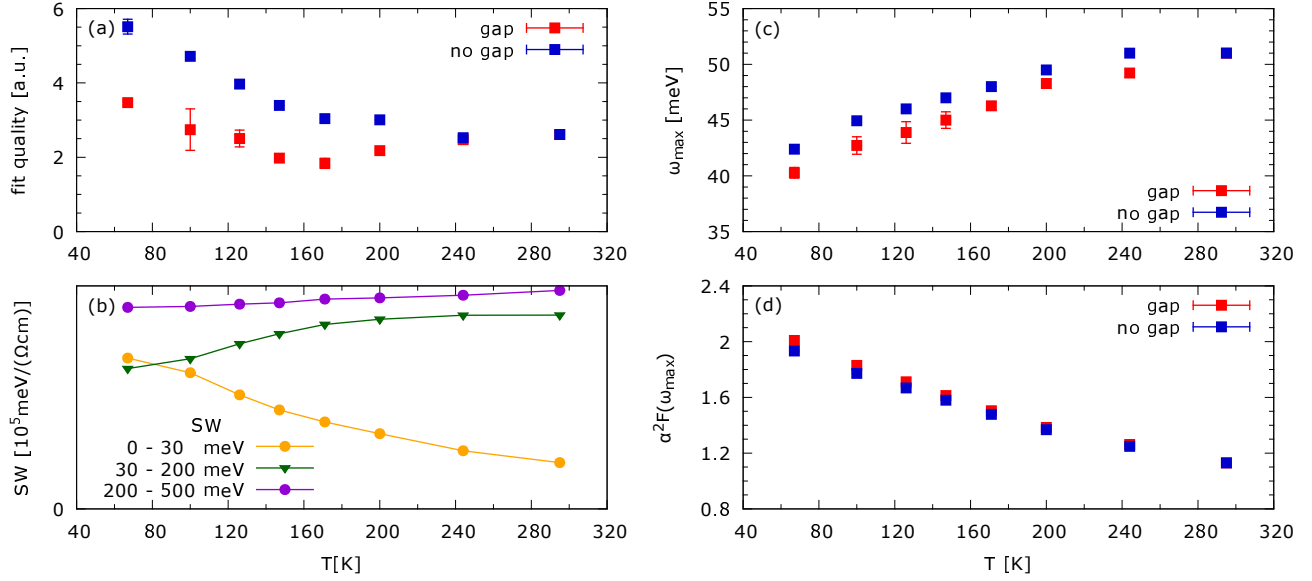 (a)
gap
no gap
fit quality [a.u.]
6
4
2
0
40 80 120 160 200 240 280 320
(b)
SW [10⁵meV/(Ωcm)]
SW
0 - 30 meV
30 - 200 meV
200 - 500 meV
0
40 80 120 160 200 240 280 320
T[K]
(c)
ωmax [meV]
55
50
45
40
35
gap
no gap
40 80 120 160 200 240 280 320
(d)
gap
no gap
α²F(ωmax)
2.4
2
1.6
1.2
0.8
40 80 120 160 200 240 280 320
T [K]